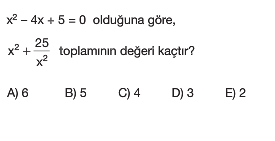 x² – 4x + 5 = 0 olduğuna göre,
x² + 25/x² toplamının değeri kaçtır?
A) 6 B) 5 C) 4 D) 3 E) 2